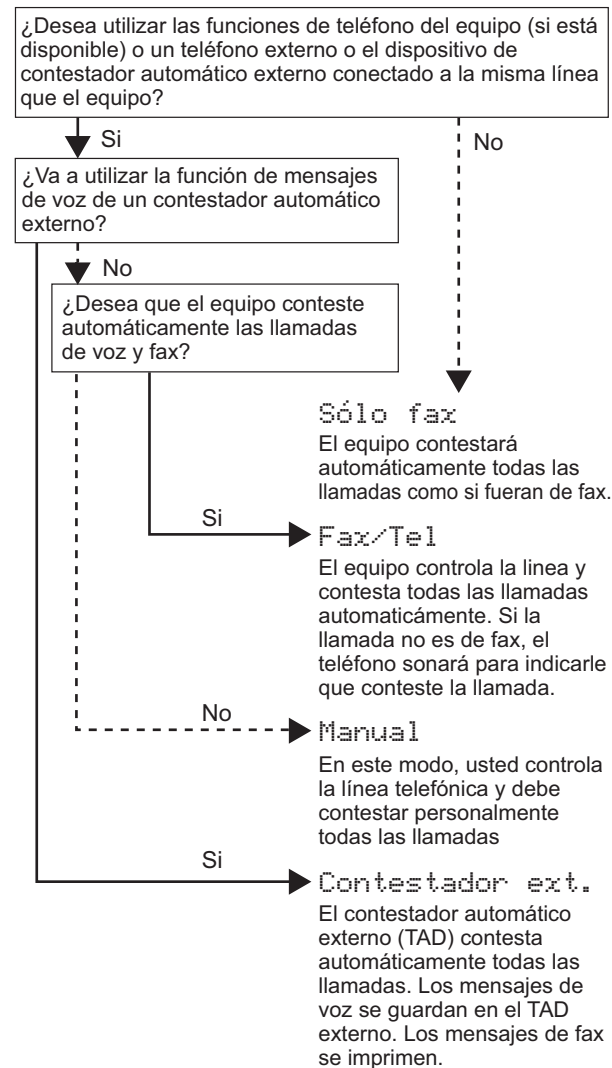 ¿Desea utilizar las funciones de teléfono del equipo (si está
disponible) o un teléfono externo o el dispositivo de
contestador automático externo conectado a la misma línea
que el equipo?
Si
No
¿Va a utilizar la función de mensajes
de voz de un contestador automático
externo?
No
¿Desea que el equipo conteste
automáticamente las llamadas
de voz y fax?
Sólo fax
El equipo contestará
automáticamente todas las
llamadas como si fueran de fax.
Si
Fax/Tel
El equipo controla la linea y
contesta todas las llamadas
automaticámente. Si la
llamada no es de fax, el
teléfono sonará para indicarle
que conteste la llamada.
No
Manual
En este modo, usted controla
la línea telefónica y debe
contestar personalmente
todas las llamadas
Si
Contestador ext.
El contestador automático
externo (TAD) contesta
automáticamente todas las
llamadas. Los mensajes de
voz se guardan en el TAD
externo. Los mensajes de fax
se imprimen.